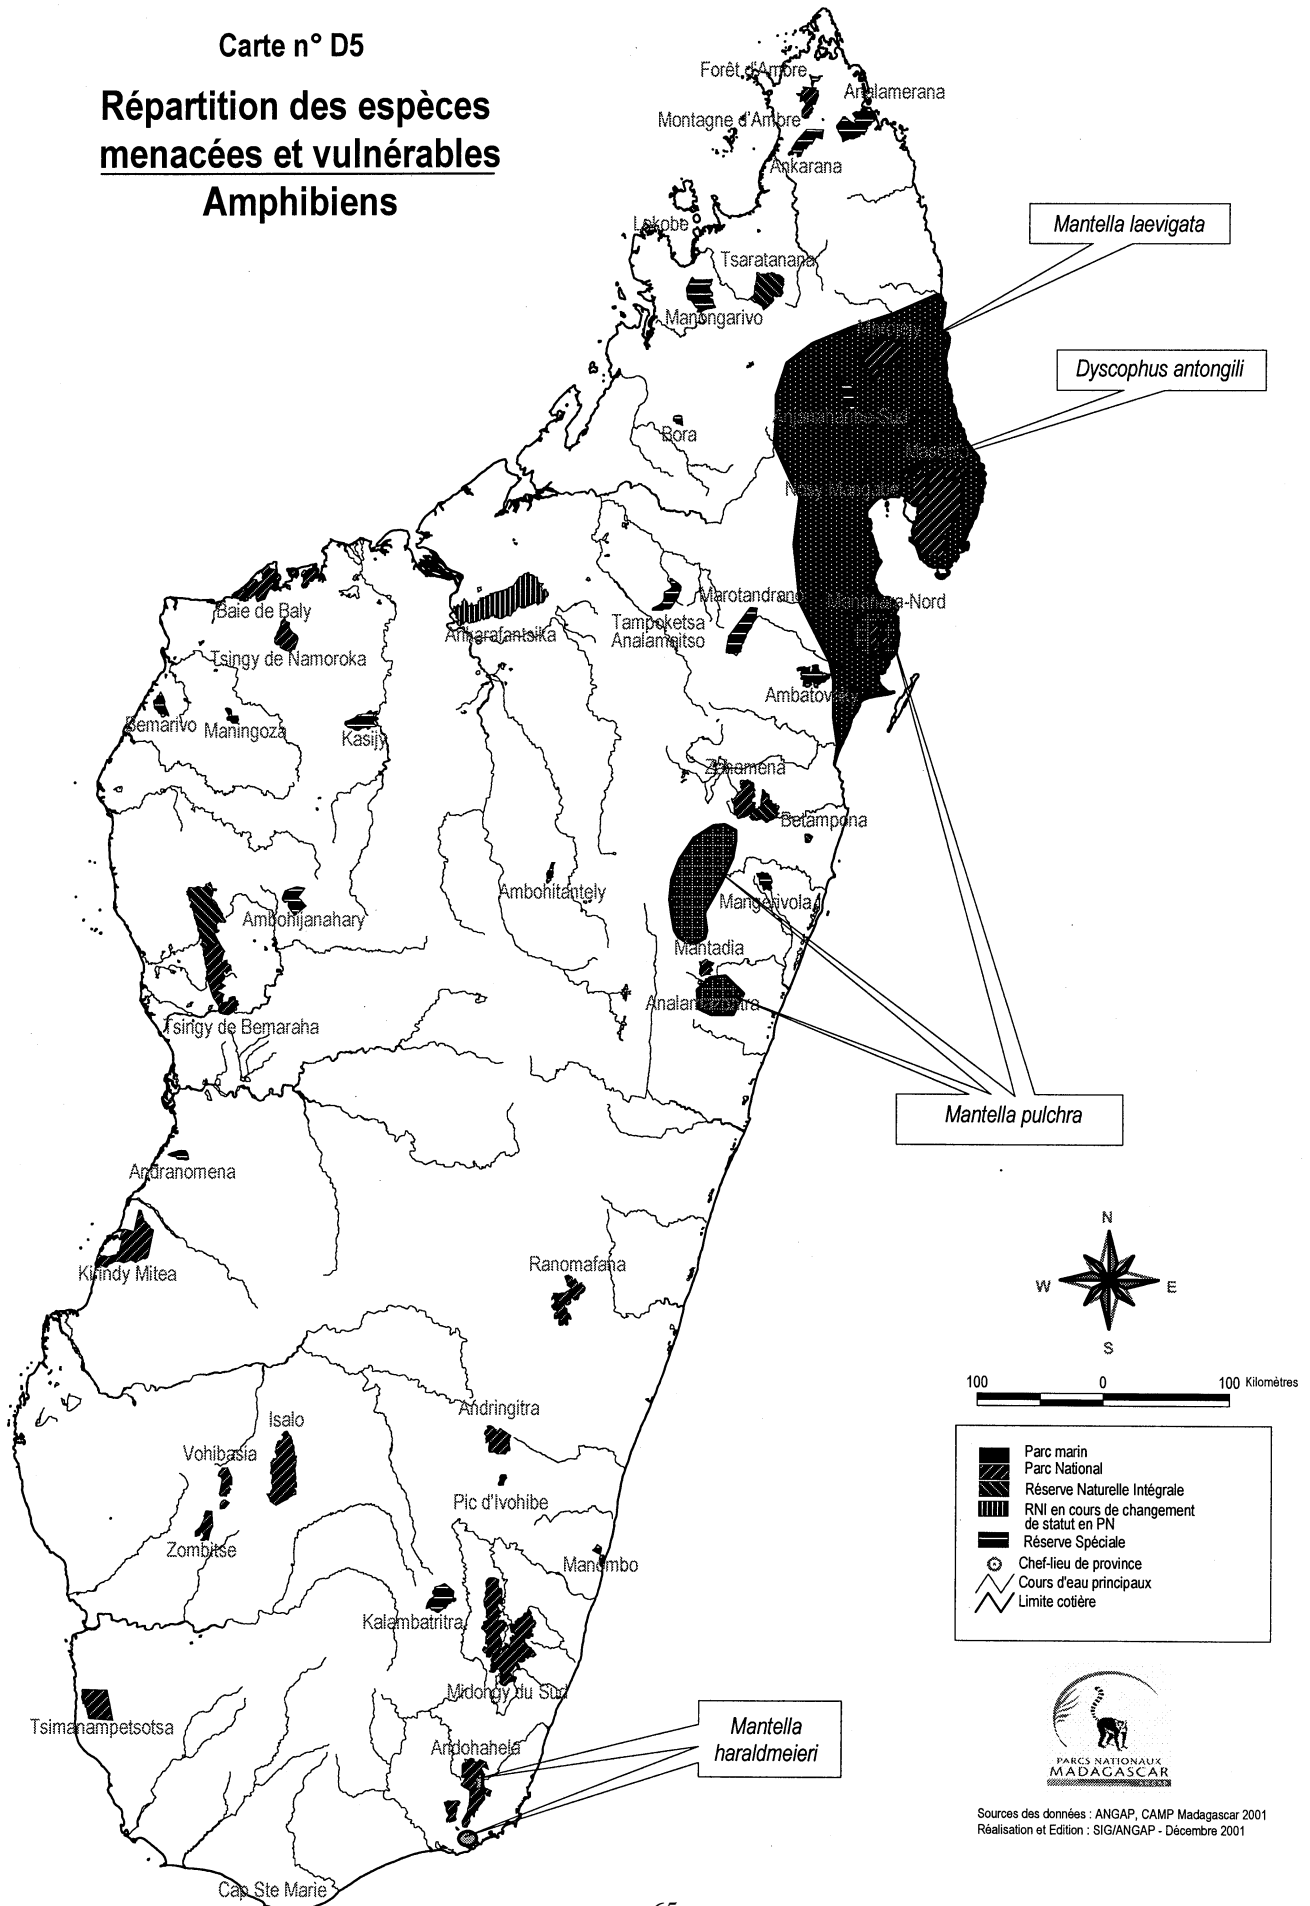 Carte n° D5
Répartition des espèces
menacées et vulnérables
Amphibiens
Forêt d'Ambre
Analamerana
Montagne d'Ambre
Ankarana
Lokobe
Mantella laevigata
Tsaratanana
Manongarivo
Marojejy
Dyscophus antongili
Bora
Marotandrano
Mananara-Nord
Baie de Baly
Ankarafantsika
Tampoketsa
Analamaitso
Tsingy de Namoroka
Bemarivo
Maningoza
Kasijy
Zahamena
Betampona
Ambohitantely
Mangerivola
Ambohijanahary
Mantadia
Tsingy de Bemaraha
Mantella pulchra
Andranomena
Kirindy Mitea
Ranomafana
N
W
E
S
100
0
100 Kilomètres
Andringitra
Isalo
Vohibasia
Pic d'Ivohibe
Zombitse
Manombo
Kalambatritra
Parc marin
Parc National
Réserve Naturelle Intégrale
RNI en cours de changement
de statut en PN
Réserve Spéciale
Chef-lieu de province
Cours d'eau principaux
Limite cotière
Midongy du Sud
Tsimanampetsotsa
Andohahela
Mantella
haraldmeieri
PARCS NATIONAUX
MADAGASCAR
ANGAP
Sources des données : ANGAP, CAMP Madagascar 2001
Réalisation et Edition : SIG/ANGAP - Décembre 2001
Cap Ste Marie